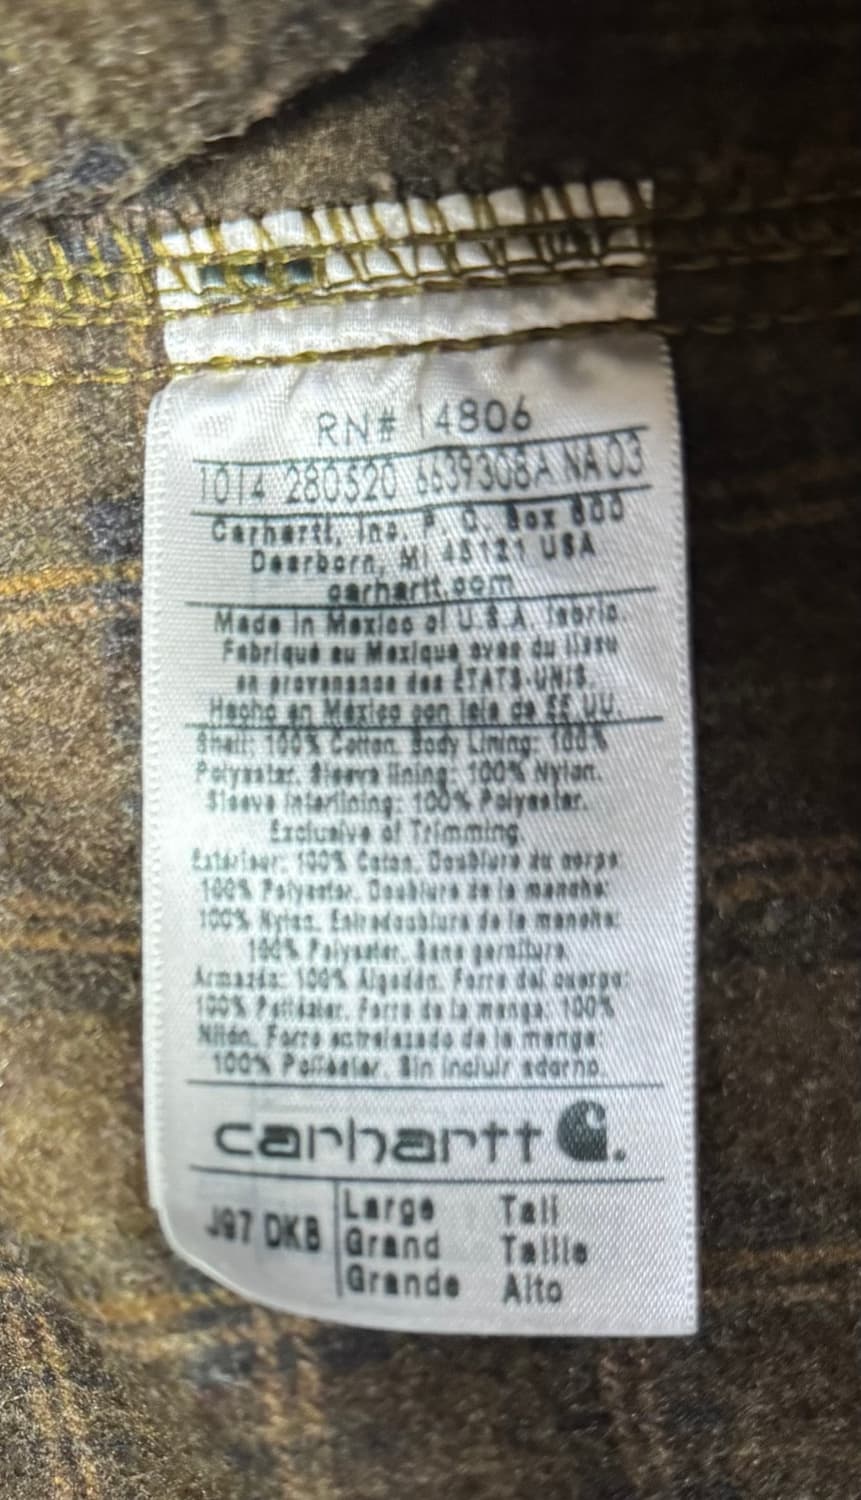 RN# 14806
1014 280520 6639308A NA 03
Carhartt, Inc. P. O. Box 600
Dearborn, MI 48121 USA
carhartt.com
Made in Mexico of U.S.A. fabric.
Fabriqué au Mexique avec du tissu
en provenance des ÉTATS-UNIS.
Hecho en México con tela de EE.UU.
Shell: 100% Cotton. Body Lining: 100%
Polyester. Sleeve lining: 100% Nylon.
Sleeve Interlining: 100% Polyester.
Exclusive of Trimming.
Extérieur: 100% Coton. Doublure du corps:
100% Polyester. Doublure de la manche:
100% Nylon. Entredoublure de la manche:
100% Polyester. Sans garniture.
Armazón: 100% Algodón. Forro del cuerpo:
100% Poliéster. Forro de la manga: 100%
Nilón. Forro de la manga:
100% Poliéster. Sin incluir adorno.
carhartt
J97 DKB
Large Tall
Grand Taille
Grande Alto